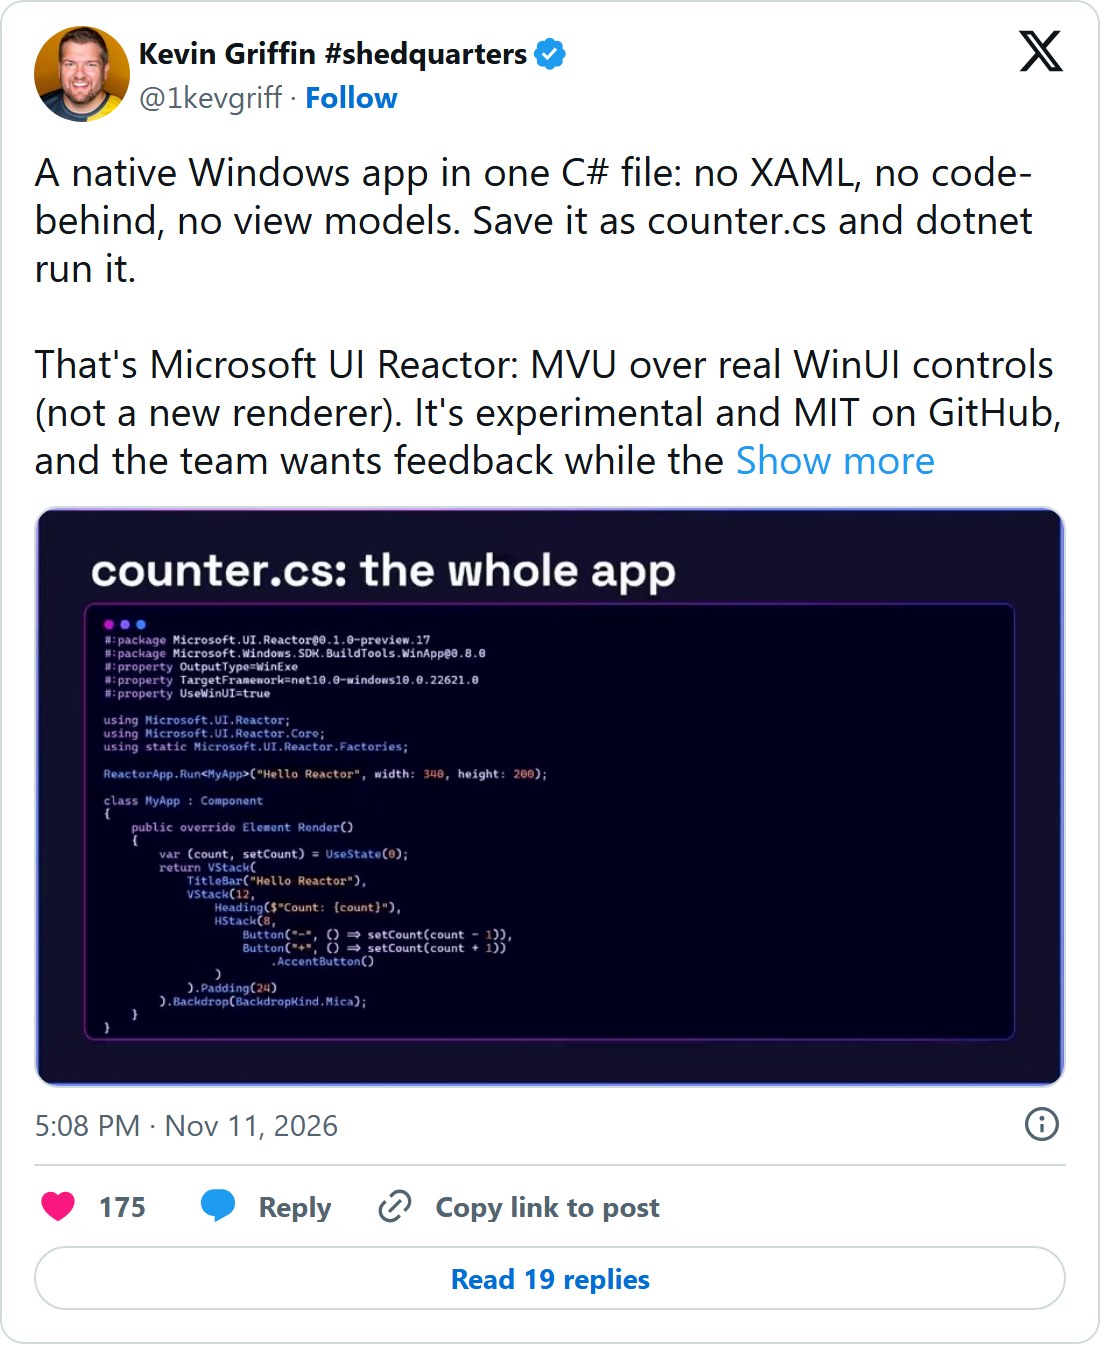 Kevin Griffin #shedquarters
@1kevgriff · Follow
A native Windows app in one C# file: no XAML, no code-
behind, no view models. Save it as counter.cs and dotnet
run it.
That's Microsoft UI Reactor: MVU over real WinUI controls
(not a new renderer). It's experimental and MIT on GitHub,
and the team wants feedback while the Show more
counter.cs: the whole app
#:package Microsoft.UI.Reactor@0.1.0-preview.17
#:package Microsoft.Windows.SDK.BuildTools.WinApp@0.8.0
#:property OutputType=WinExe
#:property TargetFramework=net10.0-windows10.0.22621.0
#:property UseWinUI=true
using Microsoft.UI.Reactor;
using Microsoft.UI.Reactor.Core;
using static Microsoft.UI.Reactor.Factories;
ReactorApp.Run<MyApp>("Hello Reactor", width: 340, height: 200);
class MyApp : Component
{
    public override Element Render()
    {
        var (count, setCount) = UseState(0);
        return VStack(
            TitleBar("Hello Reactor"),
            VStack(12,
                Heading($"Count: {count}"),
                HStack(8,
                    Button("-", () => setCount(count - 1)),
                    Button("+", () => setCount(count + 1))
                        .AccentButton()
                )
            ).Padding(24)
        ).Backdrop(BackdropKind.Mica);
    }
}
5:08 PM · Nov 11, 2026
175 Reply Copy link to post
Read 19 replies